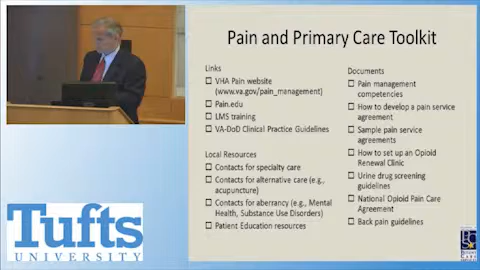 Pain and Primary Care Toolkit
Links
VHA Pain website
(www.va.gov/pain_management)
Pain.edu
LMS training
VA-DoD Clinical Practice Guidelines
Local Resources
Contacts for specialty care
Contacts for alternative care (e.g.,
acupuncture)
Contacts for aberrancy (e.g., Mental
Health, Substance Use Disorders)
Patient Education resources
Documents
Pain management
competencies
How to develop a pain service
agreement
Sample pain service
agreements
How to set up an Opioid
Renewal Clinic
Urine drug screening
guidelines
National Opioid Pain Care
Agreement
Back pain guidelines
Tufts
UNIVERSITY